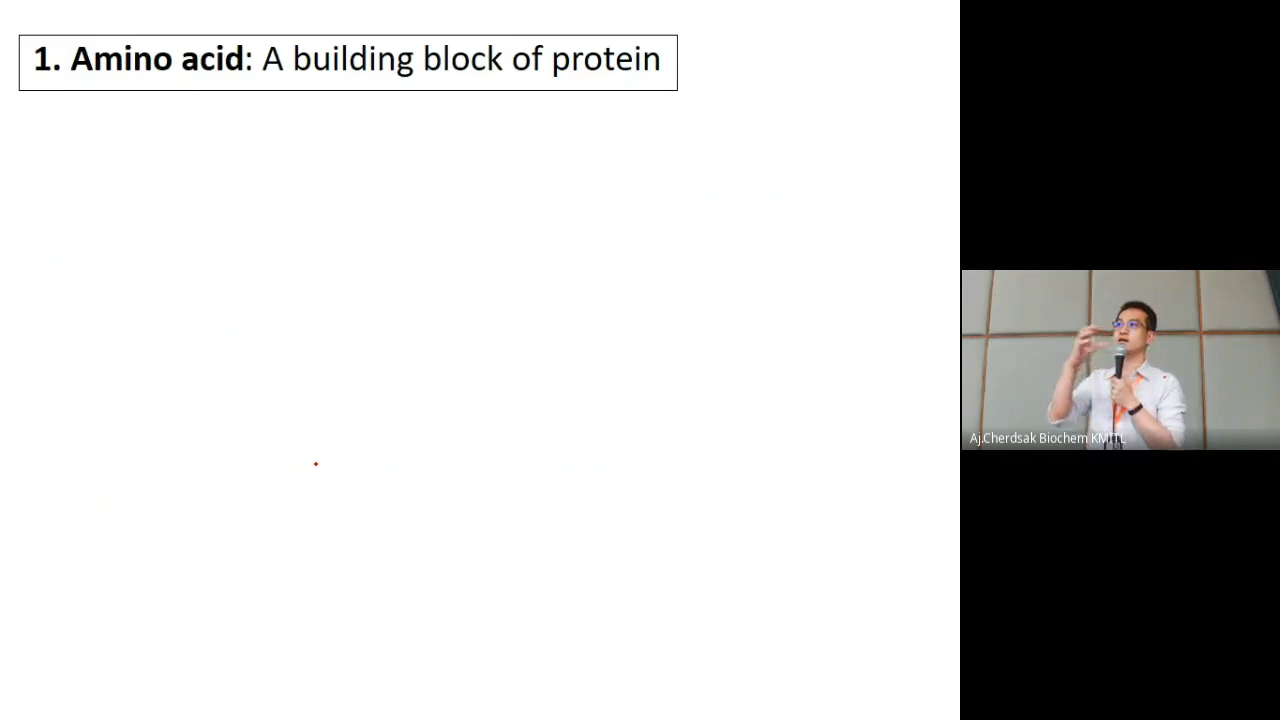 1. Amino acid: A building block of protein
Aj.Cherdsak Biochem KMITL